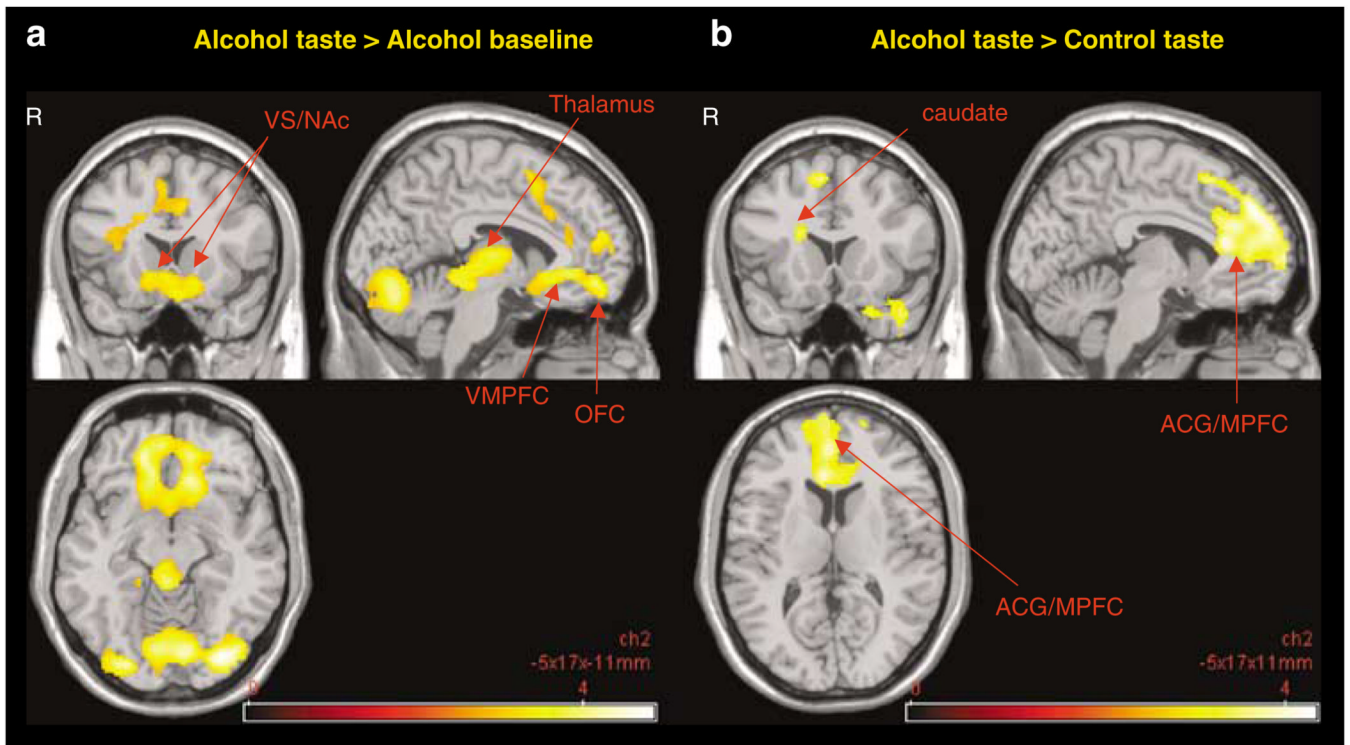 a
Alcohol taste > Alcohol baseline
R
VS/NAc
Thalamus
VMPFC
OFC
ch2
-5x17x-11mm
0
4
b
Alcohol taste > Control taste
R
caudate
ACG/MPFC
ACG/MPFC
ch2
-5x17x11mm
0
4